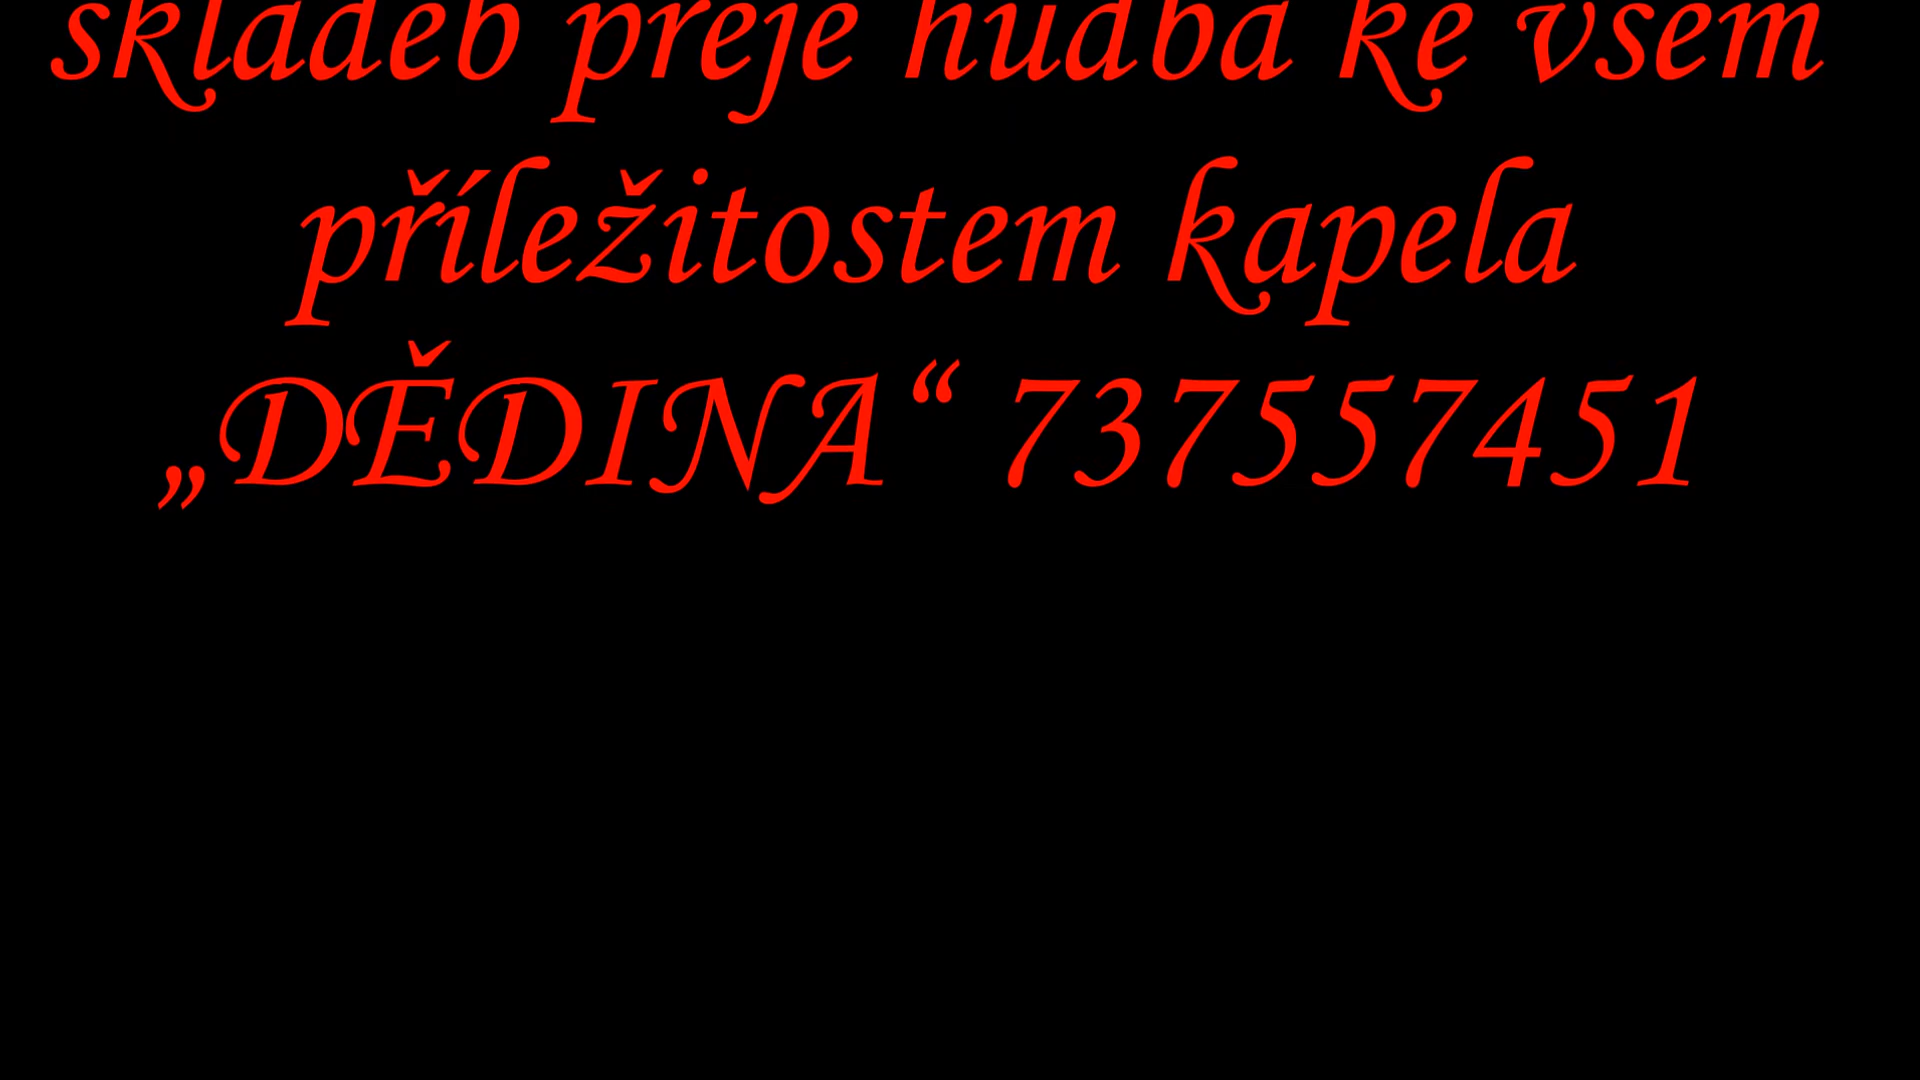 skladeb přeje hudba ke všem
příležitostem kapela
„DĚDINA“ 737557451